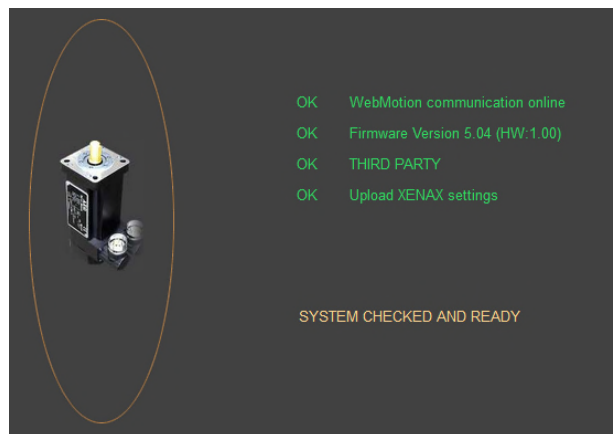 OK WebMotion communication online
OK Firmware Version 5.04 (HW:1.00)
OK THIRD PARTY
OK Upload XENAX settings
SYSTEM CHECKED AND READY